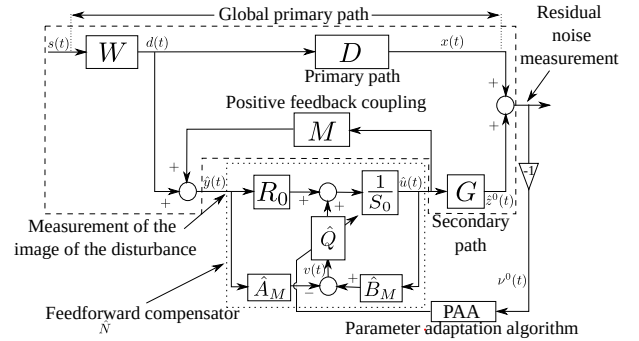 Global primary path
Residual
noise
measurement
s(t)
W
d(t)
D
x(t)
Primary path
+
+
Positive feedback coupling
M
-1
+
+
ŷ(t)
R₀
+
+
1
S₀
û(t)
G
ẑ⁰(t)
Secondary
path
Measurement of the
image of the disturbance
Q̂
v(t)
Â_M
−
+
B̂_M
ν⁰(t)
Feedforward compensator
N̂
PAA
Parameter adaptation algorithm